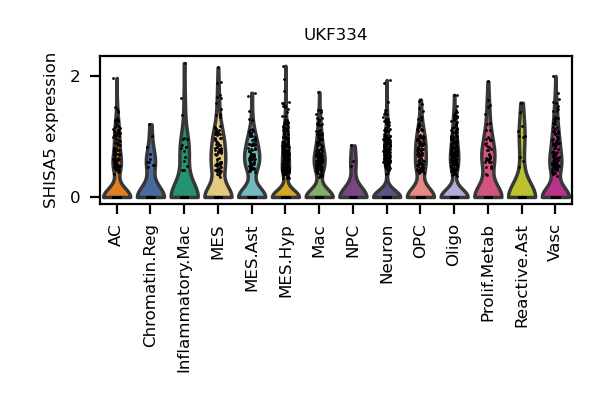 UKF334
SHISA5 expression
2
0
AC
Chromatin.Reg
Inflammatory.Mac
MES
MES.Ast
MES.Hyp
Mac
NPC
Neuron
OPC
Oligo
Prolif.Metab
Reactive.Ast
Vasc